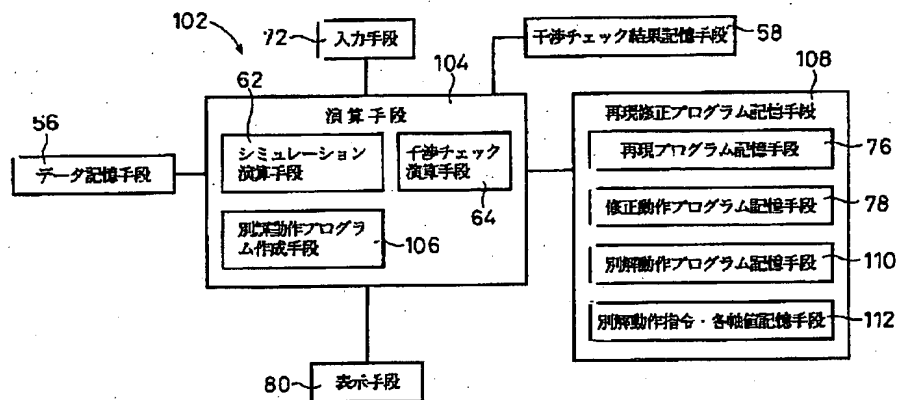 102
72
入力手段
干渉チェック結果記憶手段
58
104
108
62
演算手段
再現修正プログラム記憶手段
56
データ記憶手段
シミュレーション
演算手段
干渉チェック
演算手段
64
再現プログラム記憶手段
76
修正動作プログラム記憶手段
78
別解動作プログラ
ム作成手段
106
別解動作プログラム記憶手段
110
別解動作指令・各軸値記憶手段
112
80
表示手段